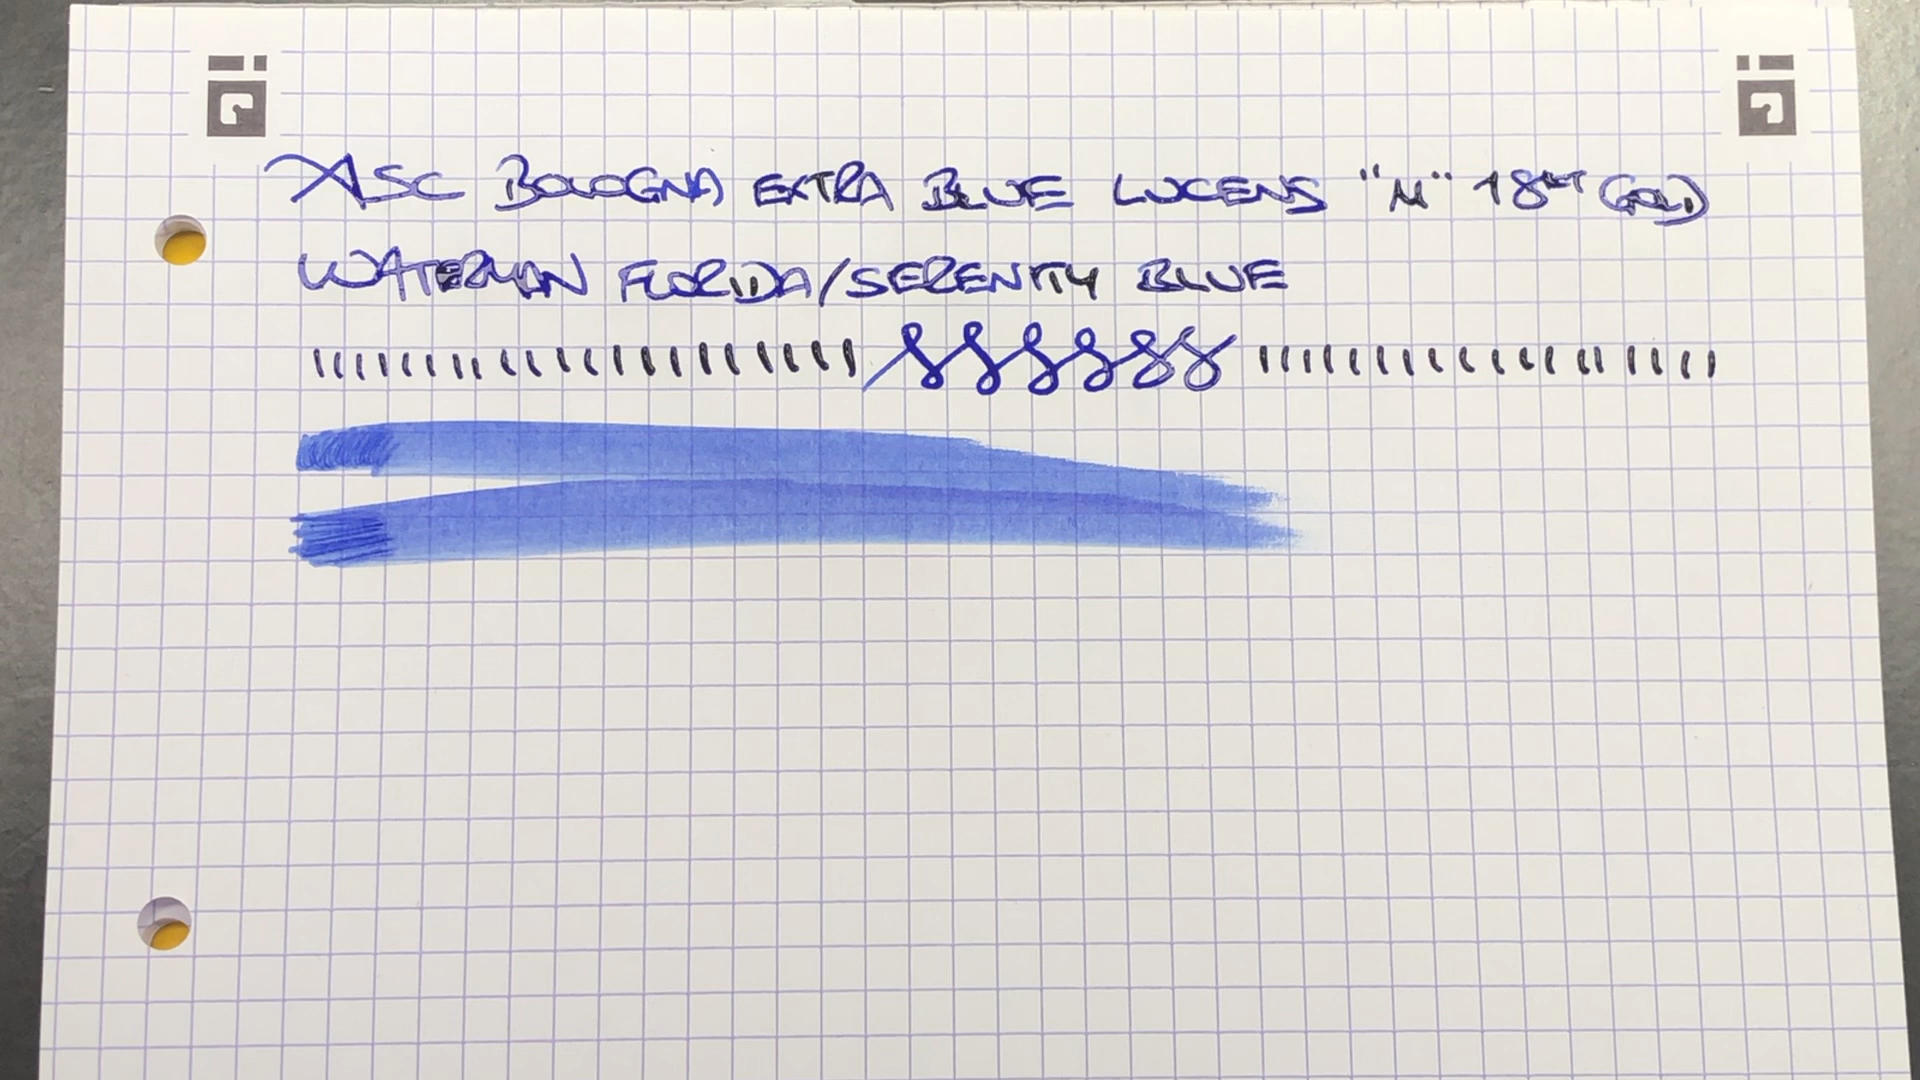 ASC BOLOGNA EXTRA BLUE LUCENS "M" 18KT GOLD
WATERMAN FLORIDA/SERENITY BLUE